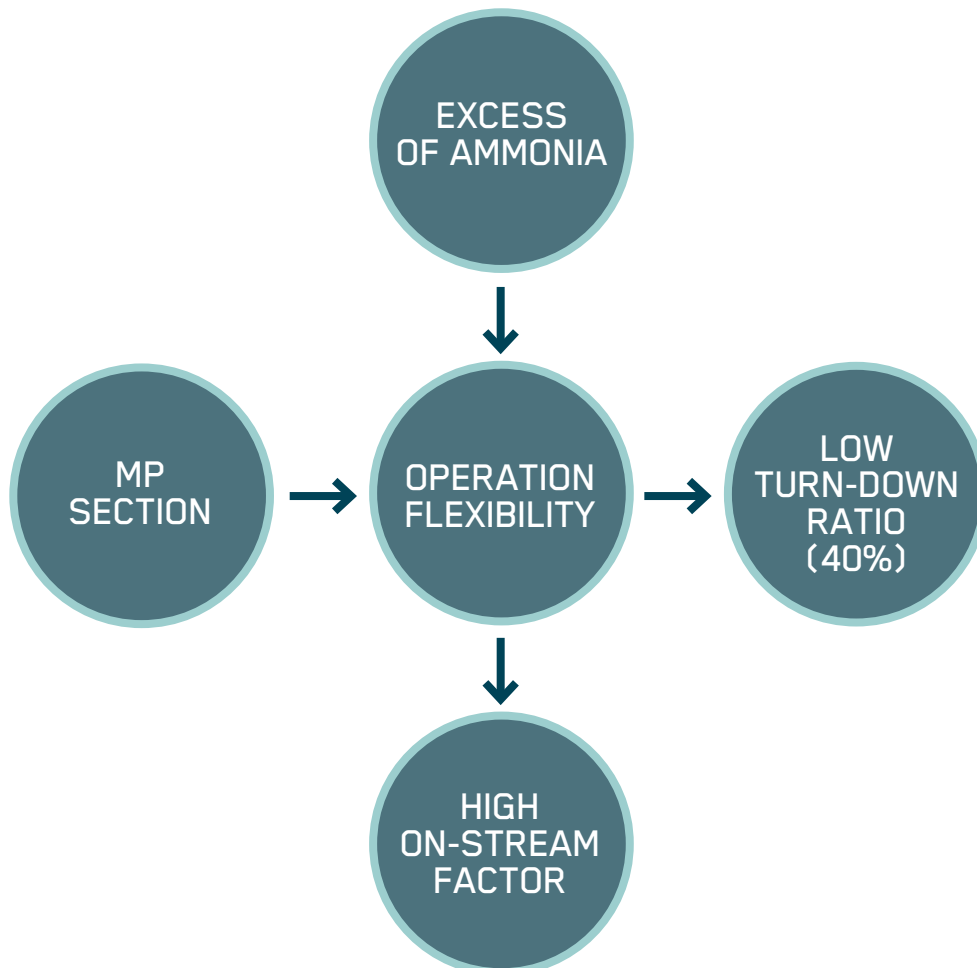 EXCESS
OF AMMONIA
MP
SECTION
OPERATION
FLEXIBILITY
LOW
TURN-DOWN
RATIO
(40%)
HIGH
ON-STREAM
FACTOR